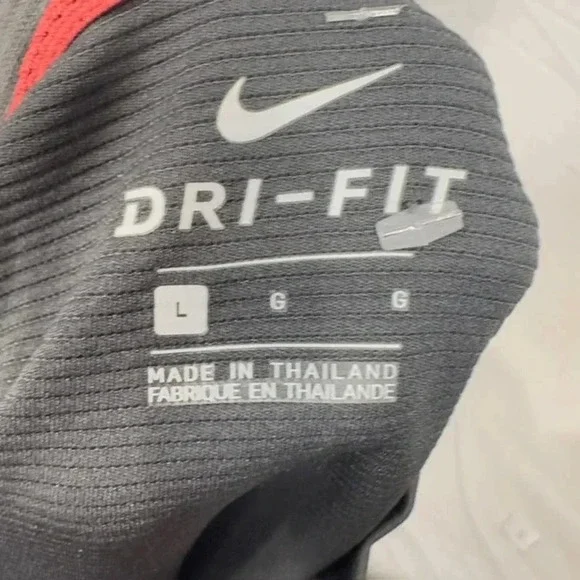 DRI-FIT
L G G
MADE IN THAILAND
FABRIQUE EN THAILANDE